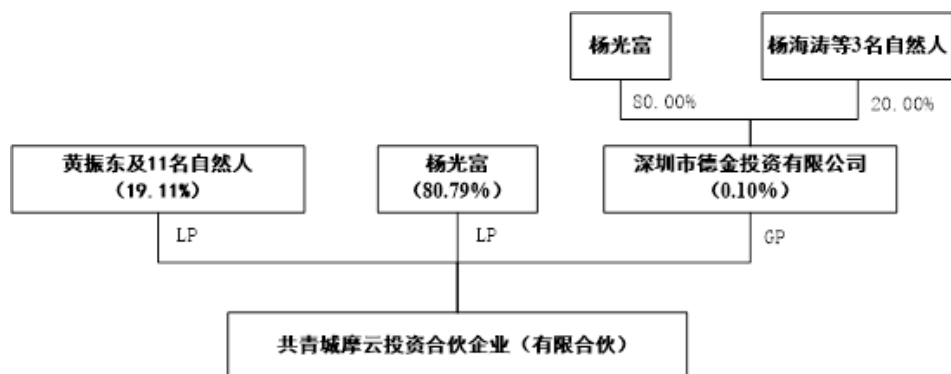 杨光富
杨海涛等3名自然人
80.00%
20.00%
黄振东及11名自然人
（19.11%）
杨光富
（80.79%）
深圳市德金投资有限公司
（0.10%）
LP
LP
GP
共青城摩云投资合伙企业（有限合伙）